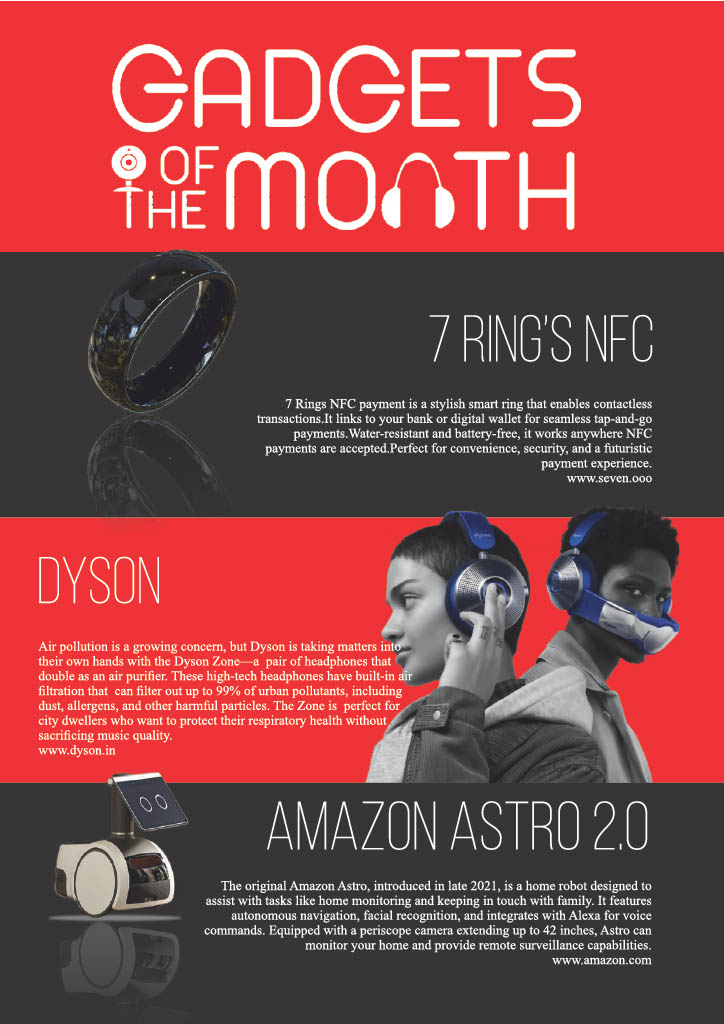 GADGETS
OF
THE MONTH
7 RING'S NFC
7 Rings NFC payment is a stylish smart ring that enables contactless
transactions.It links to your bank or digital wallet for seamless tap-and-go
payments.Water-resistant and battery-free, it works anywhere NFC
payments are accepted.Perfect for convenience, security, and a futuristic
payment experience.
www.seven.ooo
DYSON
dyson
Air pollution is a growing concern, but Dyson is taking matters into
their own hands with the Dyson Zone—a pair of headphones that
double as an air purifier. These high-tech headphones have built-in air
filtration that can filter out up to 99% of urban pollutants, including
dust, allergens, and other harmful particles. The Zone is perfect for
city dwellers who want to protect their respiratory health without
sacrificing music quality.
www.dyson.in
AMAZON ASTRO 2.0
The original Amazon Astro, introduced in late 2021, is a home robot designed to
assist with tasks like home monitoring and keeping in touch with family. It features
autonomous navigation, facial recognition, and integrates with Alexa for voice
commands. Equipped with a periscope camera extending up to 42 inches, Astro can
monitor your home and provide remote surveillance capabilities.
www.amazon.com